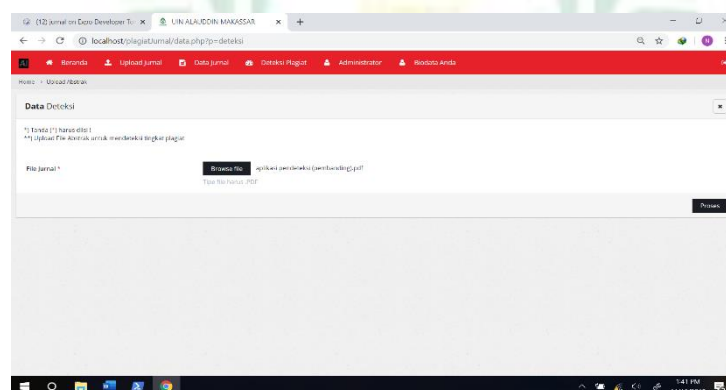 (12) jurnal on Expro Developer To
UIN ALAUDDIN MAKASSAR
localhost/plagiatJurnal/data.php?p=deteksi
Beranda Upload Jurnal Data Jurnal Deteksi Plagiat Administrator Biodata Anda
Home Upload Abstrak
Data Deteksi
*) Tanda (*) harus diisi !
**) Upload File Abstrak untuk mendeteksi tingkat plagiat
File Jurnal *
Browse file aplikasi pendeteksi (pembanding).pdf
Tipe file harus .PDF
Proses
1:41 PM